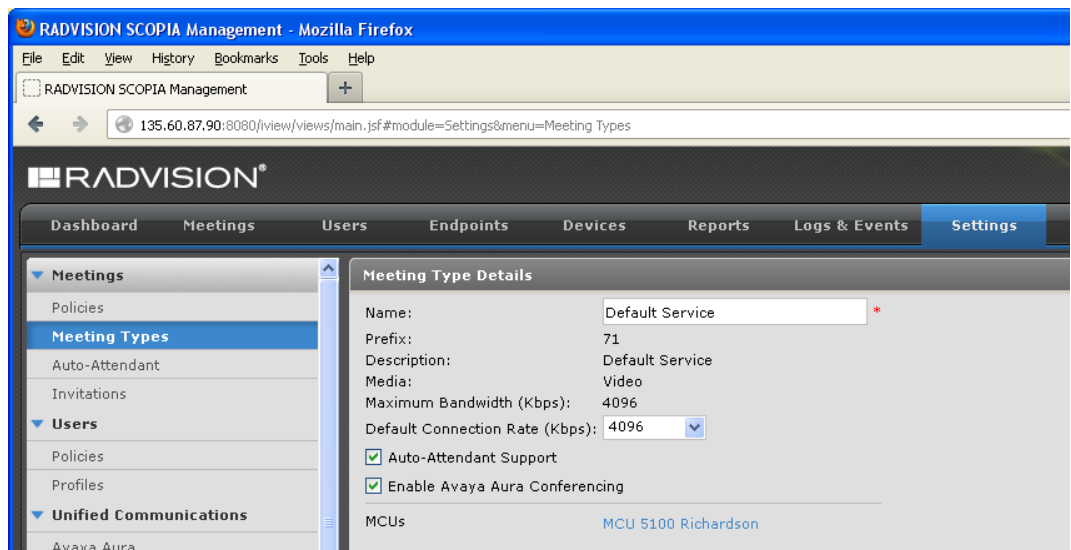 RADVISION SCOPIA Management - Mozilla Firefox
File Edit View History Bookmarks Tools Help
RADVISION SCOPIA Management +
135.60.87.90:8080/iview/views/main.jsf#module=Settings&menu=Meeting Types
RADVISION®
Dashboard Meetings Users Endpoints Devices Reports Logs & Events Settings
Meetings
Policies
Meeting Types
Auto-Attendant
Invitations
Users
Policies
Profiles
Unified Communications
Avaya Aura
Meeting Type Details
Name: Default Service *
Prefix: 71
Description: Default Service
Media: Video
Maximum Bandwidth (Kbps): 4096
Default Connection Rate (Kbps): 4096
Auto-Attendant Support
Enable Avaya Aura Conferencing
MCUs MCU 5100 Richardson